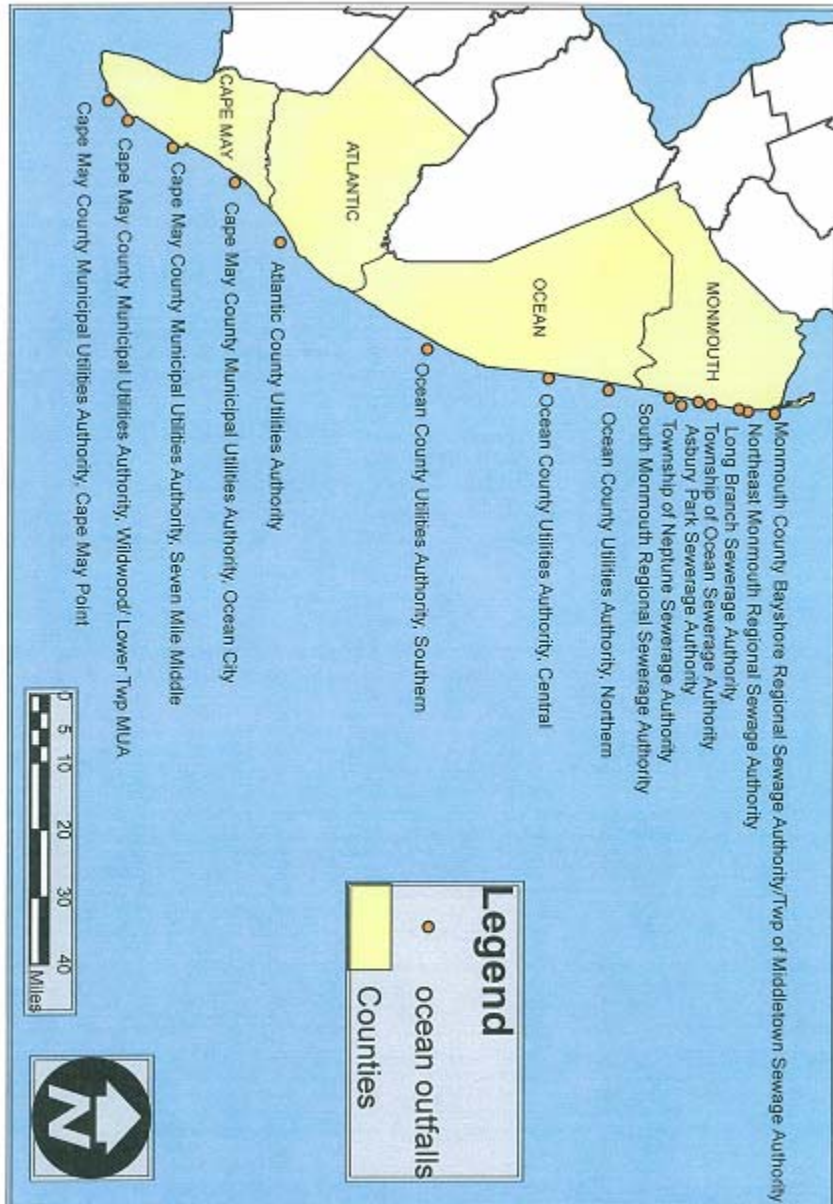 Monmouth County Bayshore Regional Sewage Authority/Twp of Middletown Sewage Authority
Northeast Monmouth Regional Sewage Authority
Long Branch Sewerage Authority
Township of Ocean Sewerage Authority
Asbury Park Sewerage Authority
Township of Neptune Sewerage Authority
South Monmouth Regional Sewerage Authority
Ocean County Utilities Authority, Northern
Ocean County Utilities Authority, Central
Ocean County Utilities Authority, Southern
Atlantic County Utilities Authority
Cape May County Municipal Utilities Authority, Ocean City
Cape May County Municipal Utilities Authority, Seven Mile Middle
Cape May County Municipal Utilities Authority, Wildwood/ Lower Twp MUA
Cape May County Municipal Utilities Authority, Cape May Point
MONMOUTH
OCEAN
ATLANTIC
CAPE MAY
Legend
ocean outfalls
Counties
0 5 10 20 30 40
Miles
N